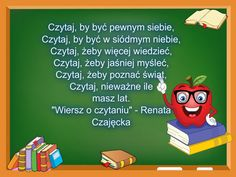 Czytaj, by być pewnym siebie,
Czytaj, by być w siódmym niebie,
Czytaj, żeby więcej wiedzieć,
Czytaj, żeby jaśniej myśleć,
Czytaj, żeby poznać świat,
Czytaj, nieważne ile
masz lat.
"Wiersz o czytaniu" - Renata
Czajęcka